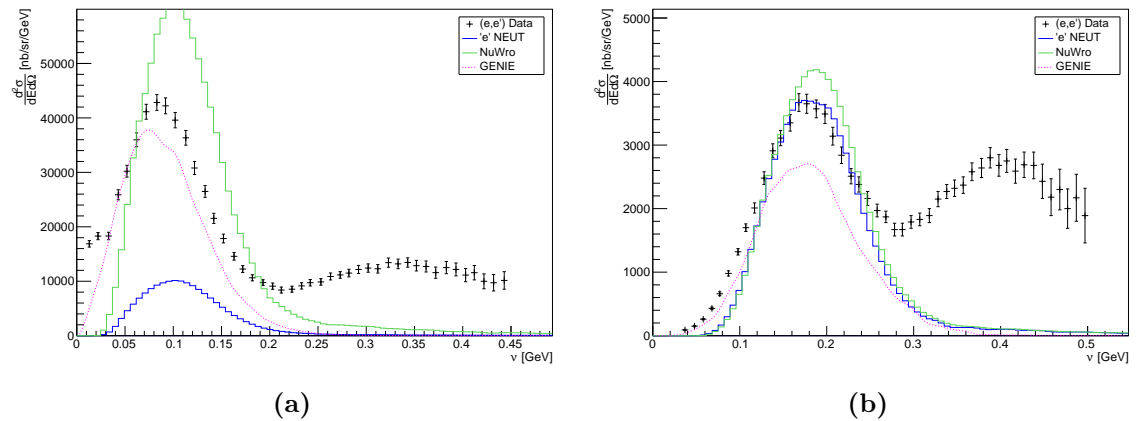 d²σ/dEdΩ [nb/sr/GeV]
60000
50000
40000
30000
20000
10000
0
0 0.05 0.1 0.15 0.2 0.25 0.3 0.35 0.4 0.45
ν [GeV]
(e,e') Data
'e' NEUT
NuWro
GENIE
(a)
d²σ/dEdΩ [nb/sr/GeV]
5000
4000
3000
2000
1000
0
0 0.1 0.2 0.3 0.4 0.5
ν [GeV]
(e,e') Data
'e' NEUT
NuWro
GENIE
(b)